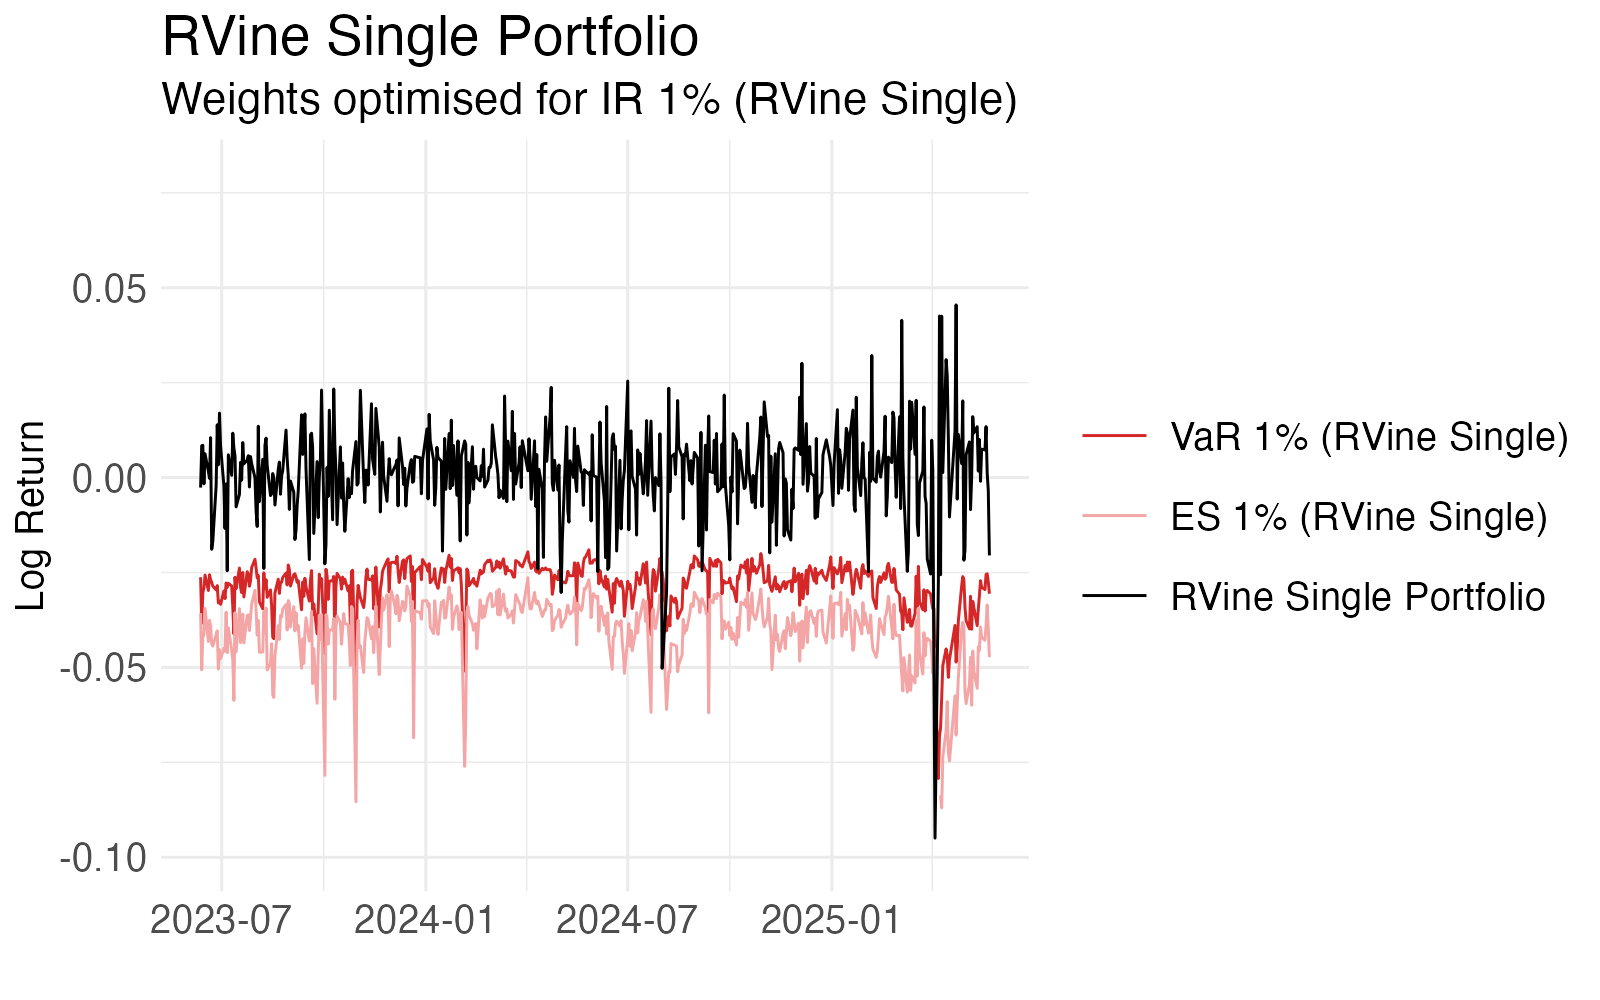 RVine Single Portfolio
Weights optimised for IR 1% (RVine Single)
Log Return
0.05
0.00
-0.05
-0.10
2023-07
2024-01
2024-07
2025-01
VaR 1% (RVine Single)
ES 1% (RVine Single)
RVine Single Portfolio